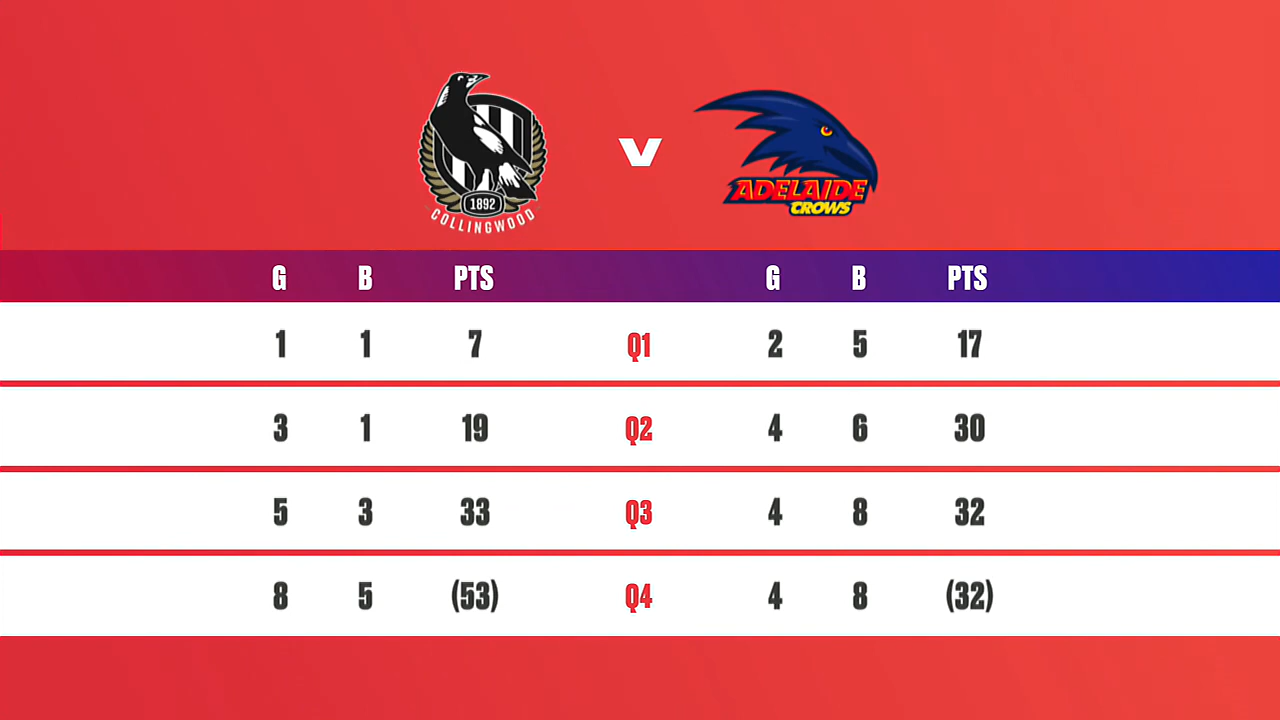 1892
COLLINGWOOD
V
ADELAIDE
CROWS
G B PTS G B PTS
1 1 7 Q1 2 5 17
3 1 19 Q2 4 6 30
5 3 33 Q3 4 8 32
8 5 (53) Q4 4 8 (32)